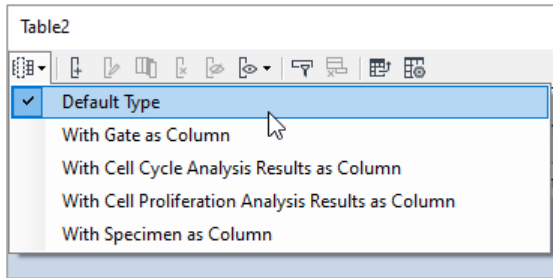 Table2
Default Type
With Gate as Column
With Cell Cycle Analysis Results as Column
With Cell Proliferation Analysis Results as Column
With Specimen as Column